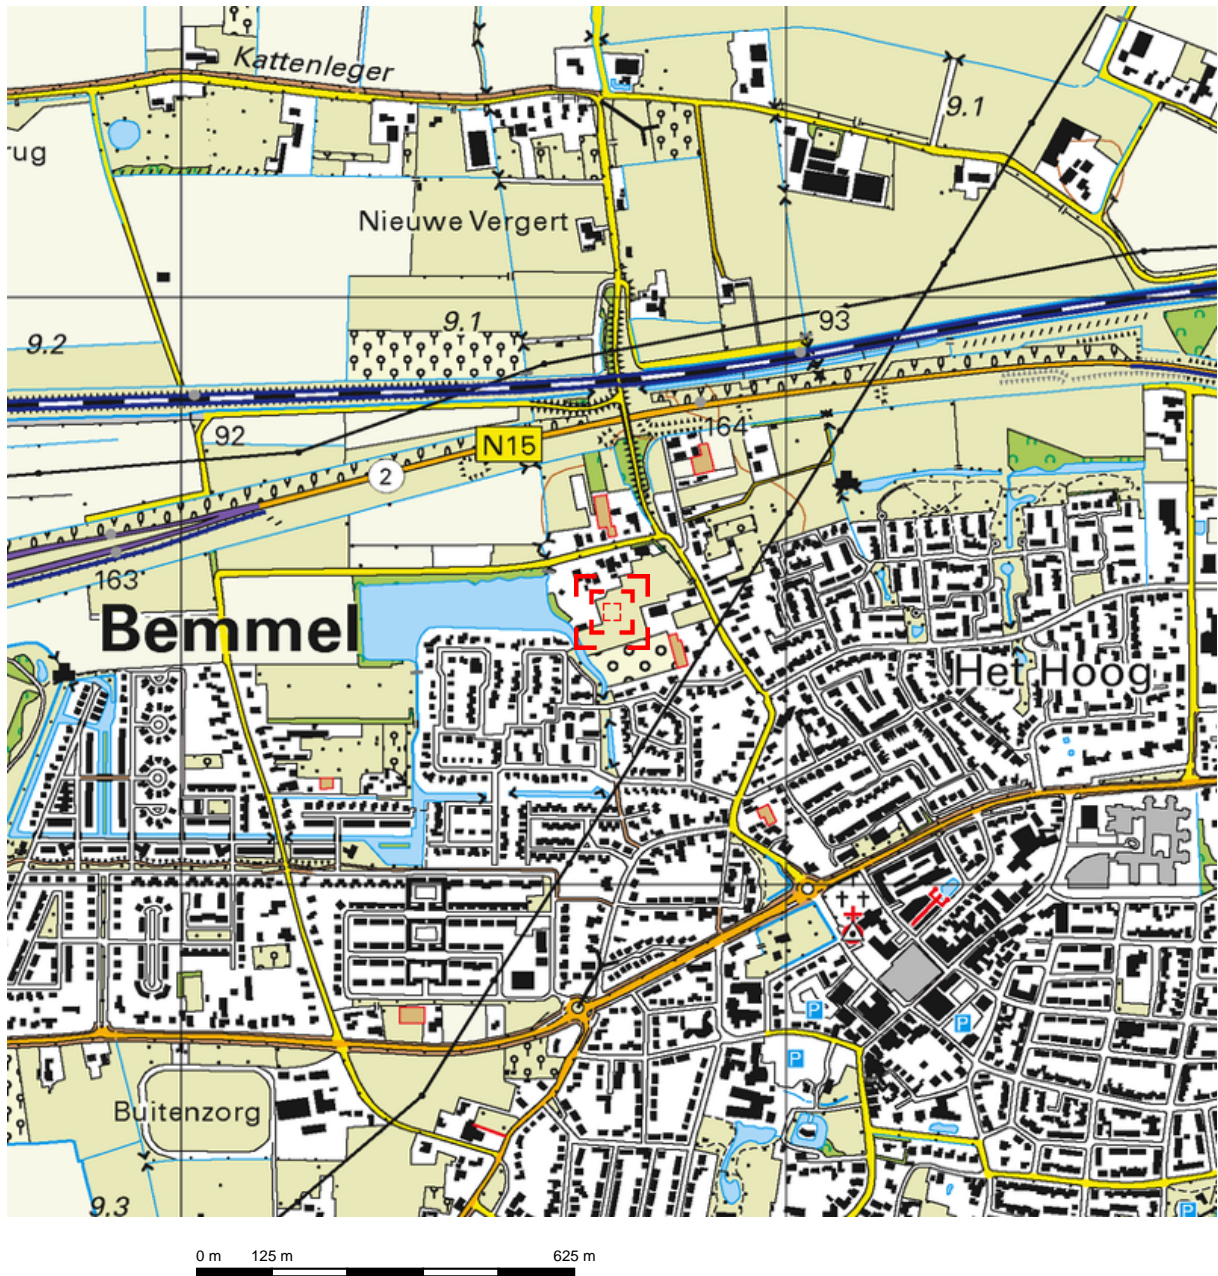 Kattenleger
9.1
rug
Nieuwe Vergert
9.1
93
9.2
92
N15
164
2
163
Bemmel
Het Hoog
P
P
P
Buitenzorg
9.3
P
0 m 125 m 625 m